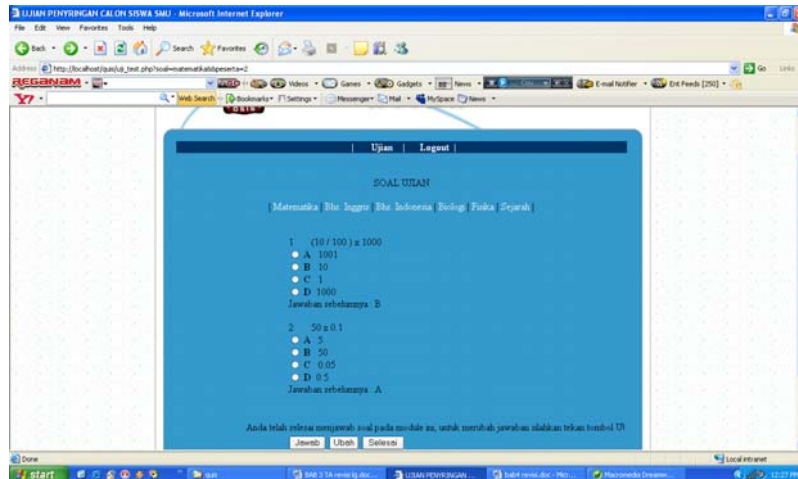 UJIAN PENYRINGAN CALON SISWA SMU - Microsoft Internet Explorer
File Edit View Favorites Tools Help
Back Search Favorites
Address http://localhost/quis/uji_test.php?soal=matematika&bpeserta=2 Go Links
REGANAM Videos Games Gadgets News E-mail Notifier Ent Feeds [250]
Y! Web Search Bookmarks Settings Messenger Mail MySpace News
| Ujian | Logout |
SOAL UJIAN
| Matematika | Bhs. Inggris | Bhs. Indonesia | Biologi | Fisika | Sejarah |
1 (10 / 100 ) x 1000
A 1001
B 10
C 1
D 1000
Jawaban sebelumnya : B
2 50 x 0.1
A 5
B 50
C 0.05
D 0.5
Jawaban sebelumnya : A
Anda telah selesai menjawab soal pada module ini, untuk merubah jawaban silahkan tekan tombol U
Jawab Ubah Selesai
Done Local intranet
start quis BAB 3 TA revisi lg.doc... UJIAN PENYRINGAN ... bab4 revisi.doc - Micr... Macromedia Dreamw... 12:27 PM